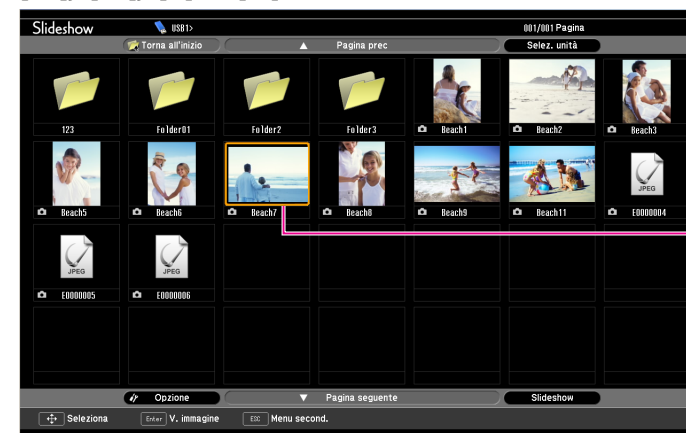 Slideshow USB1> 001/001 Pagina
Torna all'inizio ▲ Pagina prec Selez. unità
123 Folder01 Folder2 Folder3 Beach1 Beach2 Beach3
JPEG
Beach5 Beach6 Beach7 Beach8 Beach9 Beach11 E0000004
JPEG JPEG
E0000005 E0000006
Opzione ▼ Pagina seguente Slideshow
Seleziona Enter V. immagine ESC Menu second.